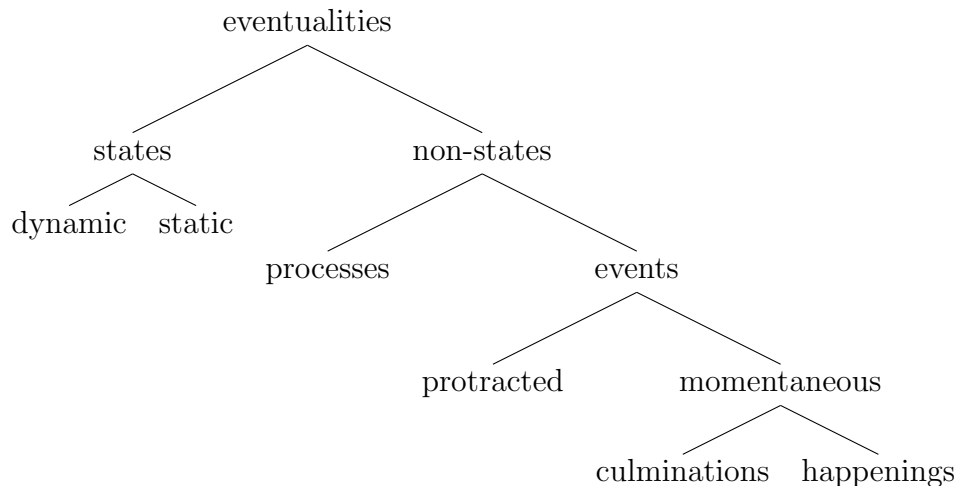 eventualities
states non-states
dynamic static
processes events
protracted momentaneous
culminations happenings